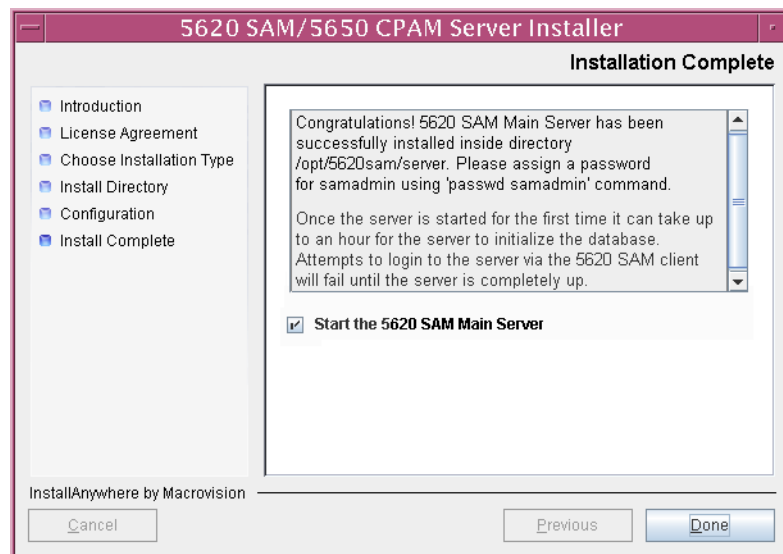 5620 SAM/5650 CPAM Server Installer
Installation Complete
Introduction
License Agreement
Choose Installation Type
Install Directory
Configuration
Install Complete
Congratulations! 5620 SAM Main Server has been
successfully installed inside directory
/opt/5620sam/server. Please assign a password
for samadmin using 'passwd samadmin' command.
Once the server is started for the first time it can take up
to an hour for the server to initialize the database.
Attempts to login to the server via the 5620 SAM client
will fail until the server is completely up.
Start the 5620 SAM Main Server
InstallAnywhere by Macrovision
Cancel
Previous
Done